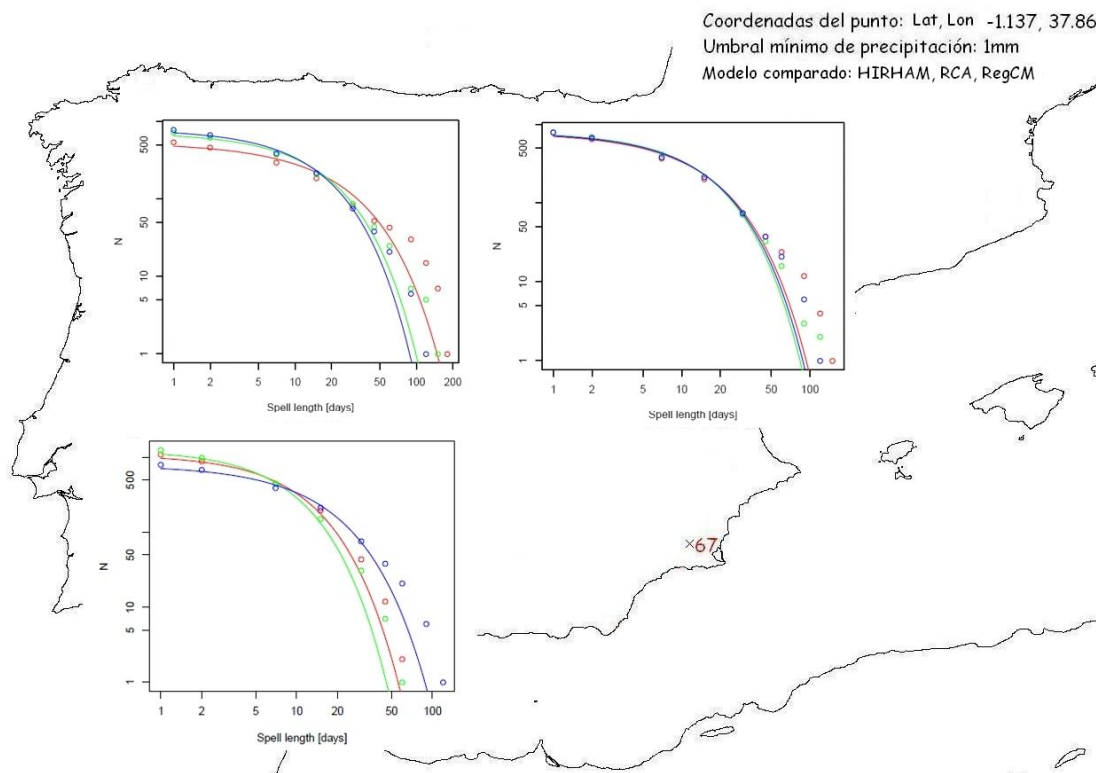 Coordenadas del punto: Lat, Lon -1.137, 37.86
Umbral mínimo de precipitación: 1mm
Modelo comparado: HIRHAM, RCA, RegCM
500
50
10
5
1
N
1 2 5 10 20 50 100 200
Spell length [days]
500
50
10
5
1
N
1 2 5 10 20 50 100
Spell length [days]
500
50
10
5
1
N
1 2 5 10 20 50 100
Spell length [days]
×67